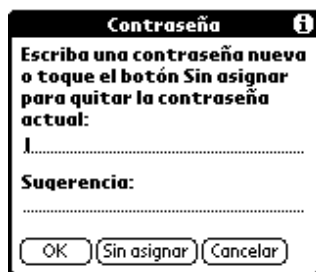 Contraseña
Escriba una contraseña nueva
o toque el botón Sin asignar
para quitar la contraseña
actual:
Sugerencia:
OK Sin asignar Cancelar